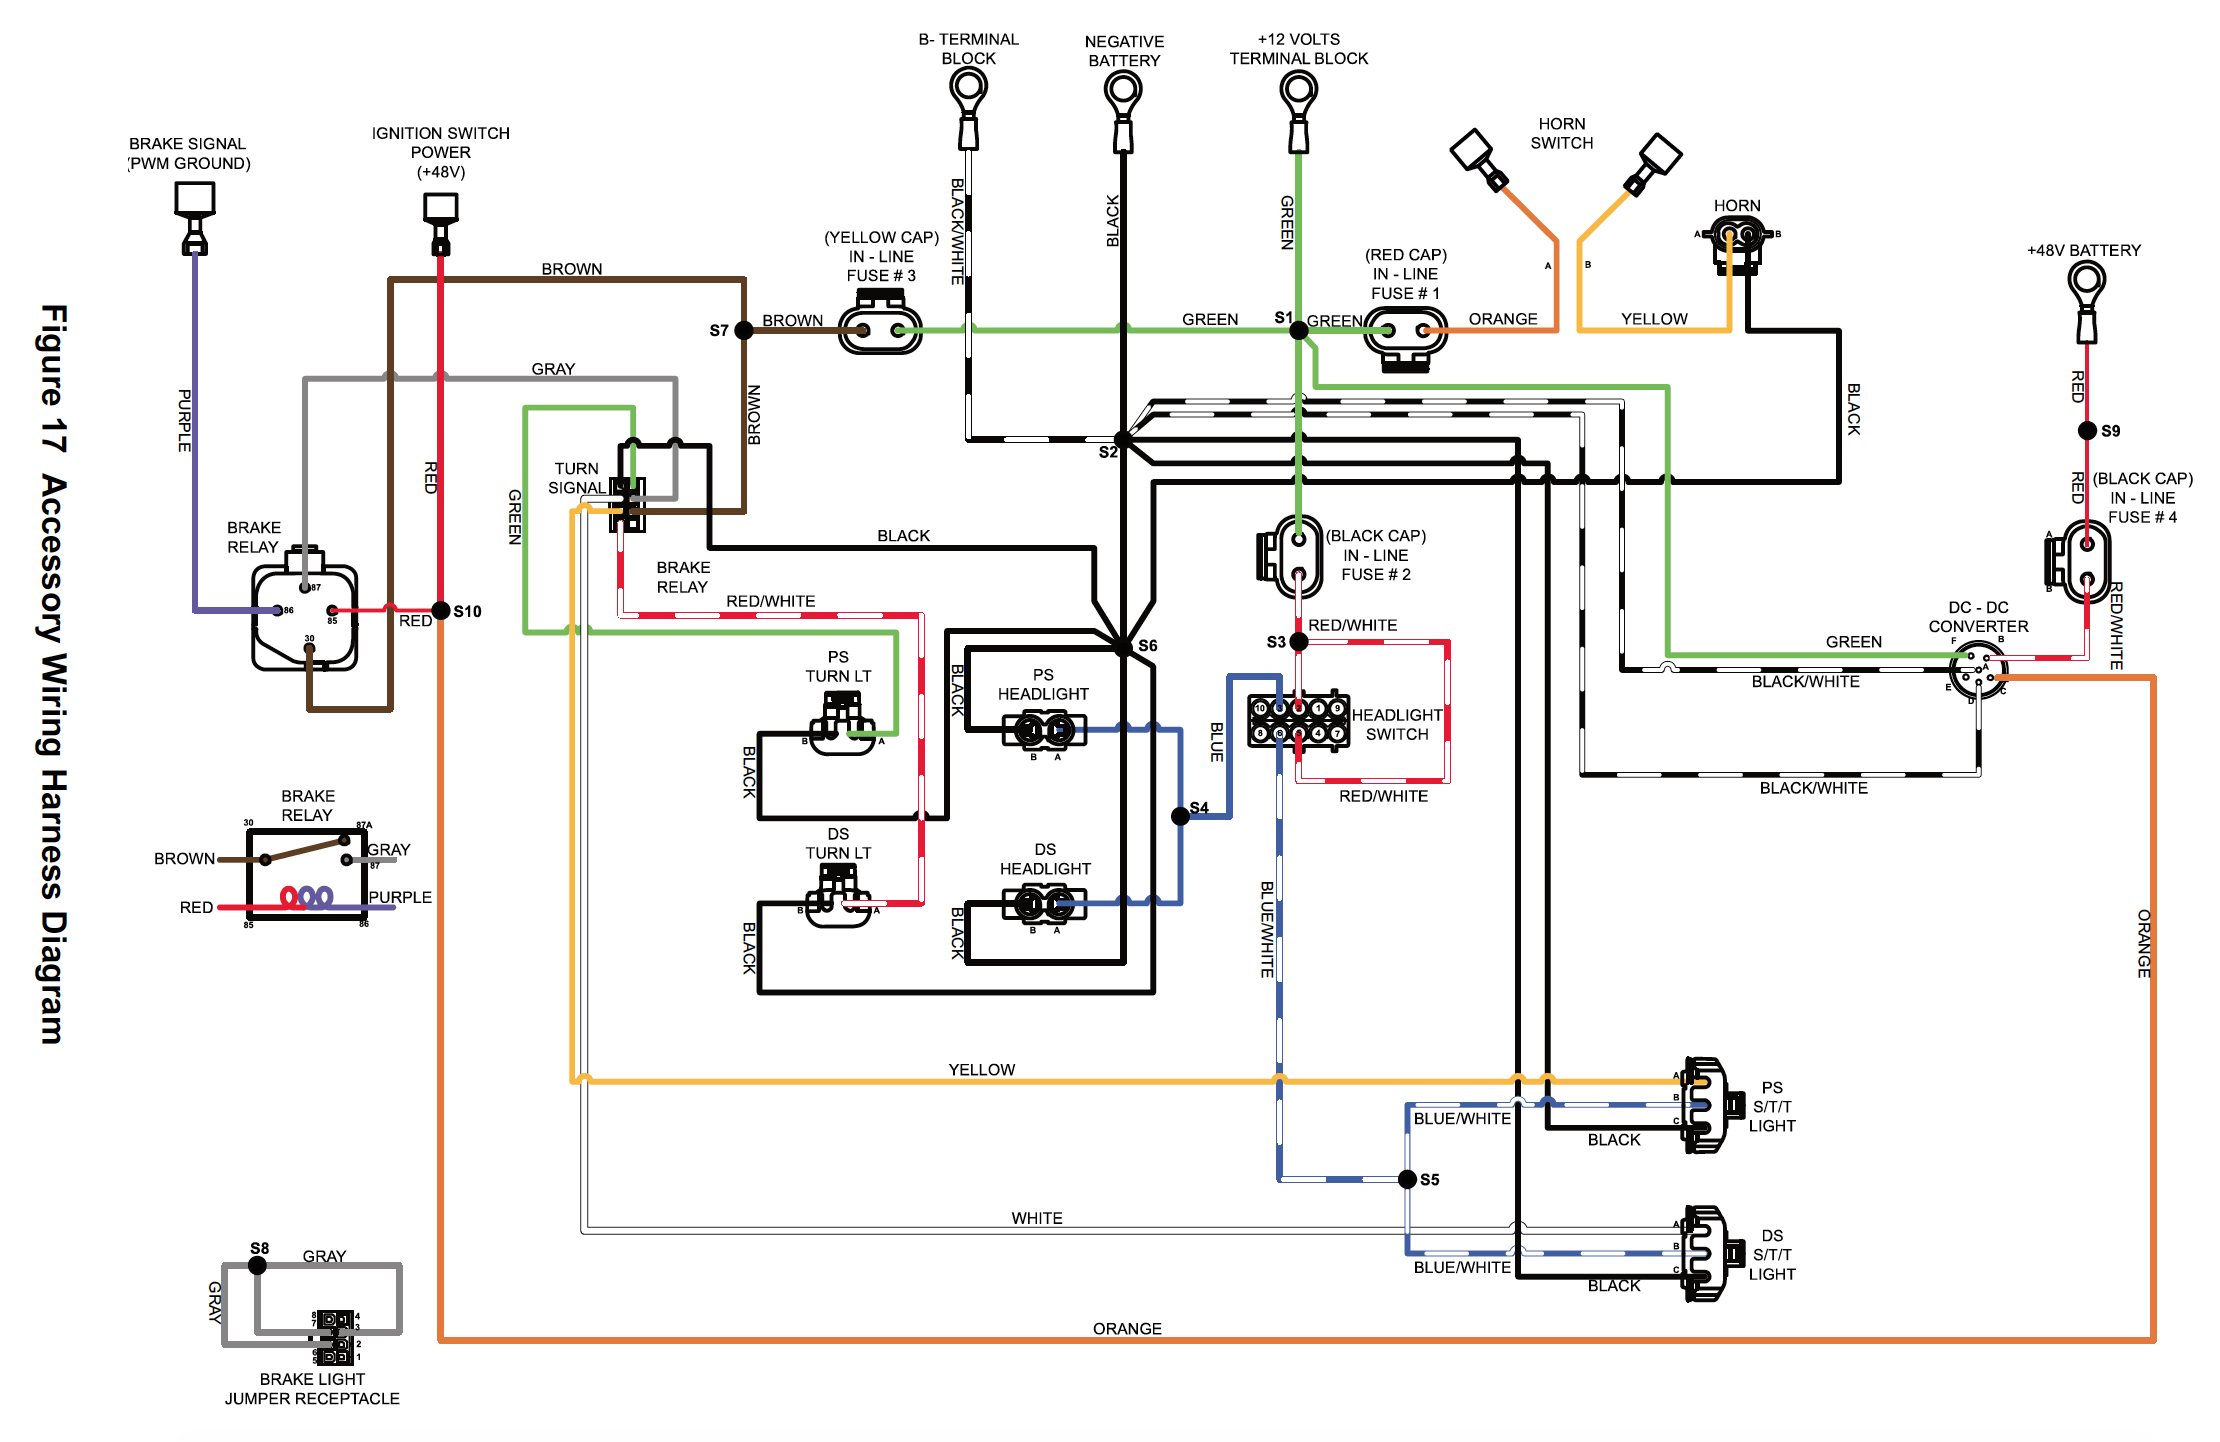 Figure 17 Accessory Wiring Harness Diagram
B- TERMINAL
BLOCK
NEGATIVE
BATTERY
+12 VOLTS
TERMINAL BLOCK
HORN
SWITCH
BRAKE SIGNAL
(PWM GROUND)
IGNITION SWITCH
POWER
(+48V)
HORN
A
B
+48V BATTERY
(YELLOW CAP)
IN - LINE
FUSE # 3
(RED CAP)
IN - LINE
FUSE # 1
A
B
BLACK/WHITE
BLACK
GREEN
BROWN
S7
BROWN
GREEN
S1
GREEN
ORANGE
YELLOW
GRAY
PURPLE
RED
BROWN
BLACK
RED
S9
S2
TURN
SIGNAL
GREEN
RED
(BLACK CAP)
IN - LINE
FUSE # 4
A
B
RED/WHITE
BRAKE
RELAY
87
86
85
30
RED
S10
BLACK
BRAKE
RELAY
RED/WHITE
(BLACK CAP)
IN - LINE
FUSE # 2
S3
RED/WHITE
S6
DC - DC
CONVERTER
GREEN
F
B
A
E
C
D
BLACK/WHITE
PS
TURN LT
B
A
BLACK
BLACK
PS
HEADLIGHT
B
A
BLUE
10
3
2
1
9
8
6
5
4
7
HEADLIGHT
SWITCH
RED/WHITE
BLACK/WHITE
S4
BRAKE
RELAY
30
87A
BROWN
GRAY
87
RED
PURPLE
85
86
DS
TURN LT
B
A
BLACK
BLACK
DS
HEADLIGHT
B
A
BLUE/WHITE
ORANGE
YELLOW
A
B
C
PS
S/T/T
LIGHT
BLUE/WHITE
BLACK
S5
WHITE
A
B
C
DS
S/T/T
LIGHT
BLUE/WHITE
BLACK
S8
GRAY
GRAY
8
7
6
5
4
3
2
1
BRAKE LIGHT
JUMPER RECEPTACLE
ORANGE